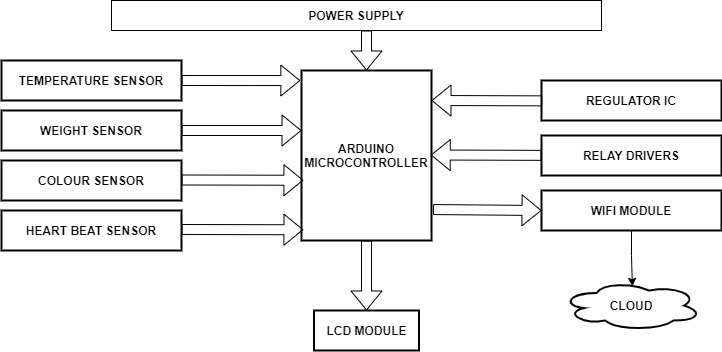 POWER SUPPLY
TEMPERATURE SENSOR
WEIGHT SENSOR
COLOUR SENSOR
HEART BEAT SENSOR
ARDUINO
MICROCONTROLLER
REGULATOR IC
RELAY DRIVERS
WIFI MODULE
CLOUD
LCD MODULE